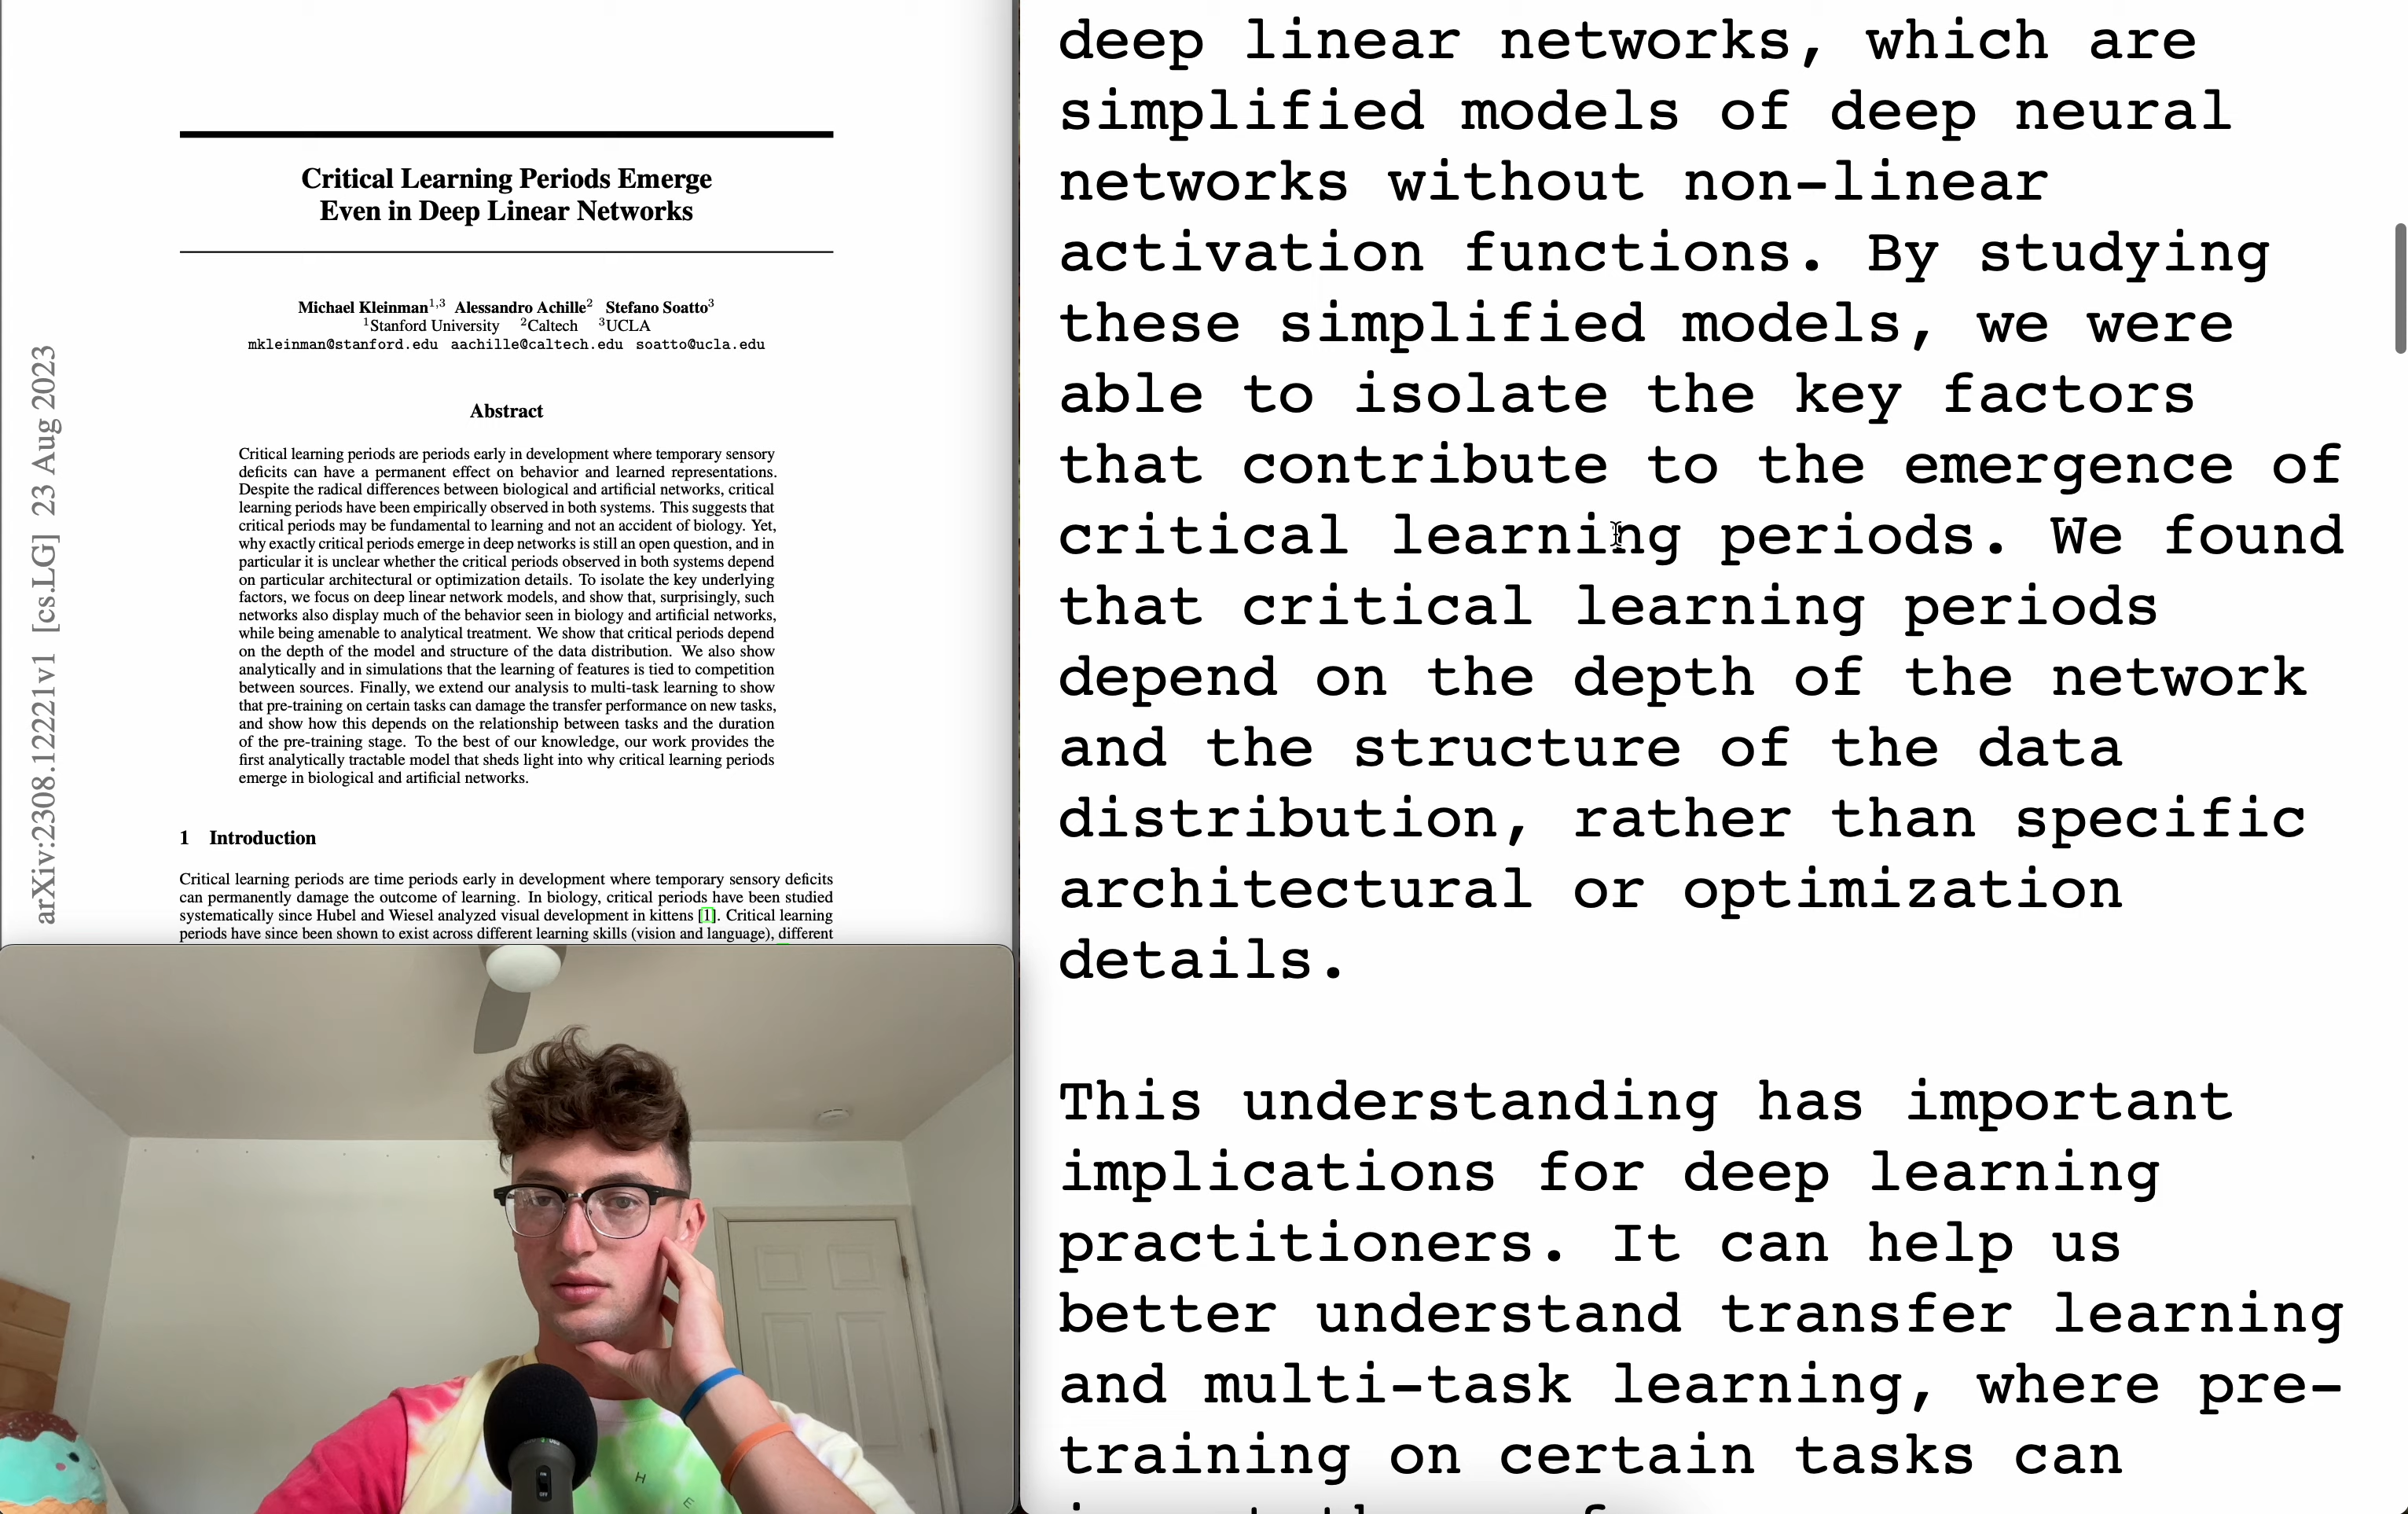 Critical Learning Periods Emerge
Even in Deep Linear Networks
Michael Kleinman1,3 Alessandro Achille2 Stefano Soatto3
1Stanford University 2Caltech 3UCLA
mkleinman@stanford.edu aachille@caltech.edu soatto@ucla.edu
Abstract
Critical learning periods are periods early in development where temporary sensory
deficits can have a permanent effect on behavior and learned representations.
Despite the radical differences between biological and artificial networks, critical
learning periods have been empirically observed in both systems. This suggests that
critical periods may be fundamental to learning and not an accident of biology. Yet,
why exactly critical periods emerge in deep networks is still an open question, and in
particular it is unclear whether the critical periods observed in both systems depend
on particular architectural or optimization details. To isolate the key underlying
factors, we focus on deep linear network models, and show that, surprisingly, such
networks also display much of the behavior seen in biology and artificial networks,
while being amenable to analytical treatment. We show that critical periods depend
on the depth of the model and structure of the data distribution. We also show
analytically and in simulations that the learning of features is tied to competition
between sources. Finally, we extend our analysis to multi-task learning to show
that pre-training on certain tasks can damage the transfer performance on new tasks,
and show how this depends on the relationship between tasks and the duration
of the pre-training stage. To the best of our knowledge, our work provides the
first analytically tractable model that sheds light into why critical learning periods
emerge in biological and artificial networks.
1 Introduction
Critical learning periods are time periods early in development where temporary sensory deficits
can permanently damage the outcome of learning. In biology, critical periods have been studied
systematically since Hubel and Wiesel analyzed visual development in kittens [1]. Critical learning
periods have since been shown to exist across different learning skills (vision and language), different
arXiv:2308.12221v1 [cs.LG] 23 Aug 2023
H
E
deep linear networks, which are
simplified models of deep neural
networks without non-linear
activation functions. By studying
these simplified models, we were
able to isolate the key factors
that contribute to the emergence of
critical learning periods. We found
that critical learning periods
depend on the depth of the network
and the structure of the data
distribution, rather than specific
architectural or optimization
details.
This understanding has important
implications for deep learning
practitioners. It can help us
better understand transfer learning
and multi-task learning, where pre-
training on certain tasks can